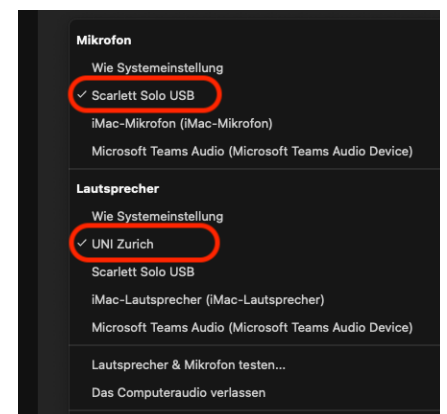 Mikrofon
Wie Systemeinstellung
✓ Scarlett Solo USB
iMac-Mikrofon (iMac-Mikrofon)
Microsoft Teams Audio (Microsoft Teams Audio Device)
Lautsprecher
Wie Systemeinstellung
✓ UNI Zurich
Scarlett Solo USB
iMac-Lautsprecher (iMac-Lautsprecher)
Microsoft Teams Audio (Microsoft Teams Audio Device)
Lautsprecher & Mikrofon testen...
Das Computeraudio verlassen